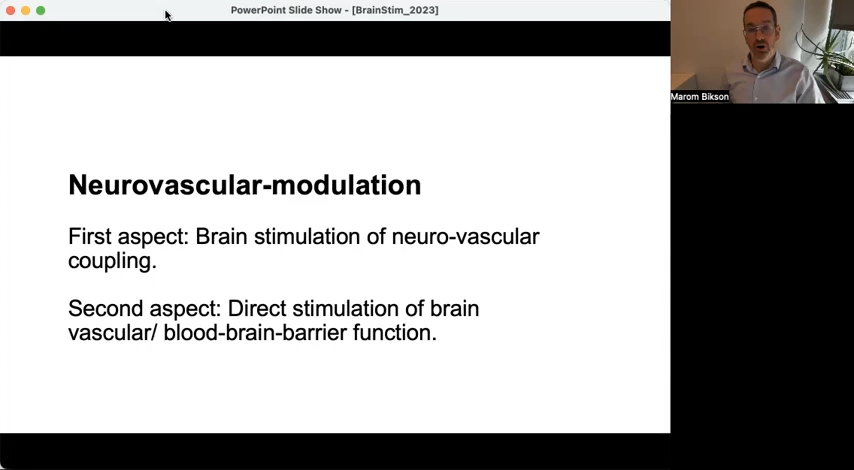 PowerPoint Slide Show - [BrainStim_2023]
Marom Bikson
Neurovascular-modulation
First aspect: Brain stimulation of neuro-vascular
coupling.
Second aspect: Direct stimulation of brain
vascular/ blood-brain-barrier function.